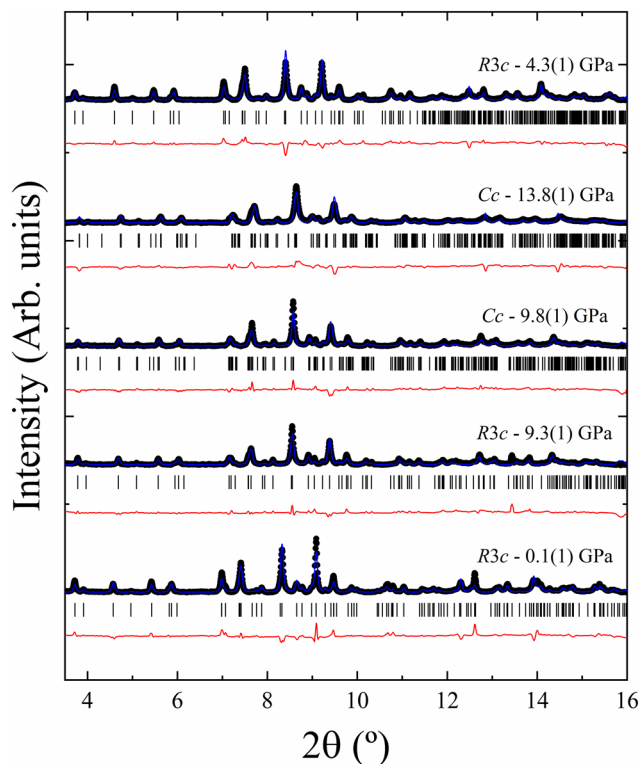 R3c - 4.3(1) GPa
Cc - 13.8(1) GPa
Cc - 9.8(1) GPa
R3c - 9.3(1) GPa
R3c - 0.1(1) GPa
Intensity (Arb. units)
4 6 8 10 12 14 16
2θ (º)